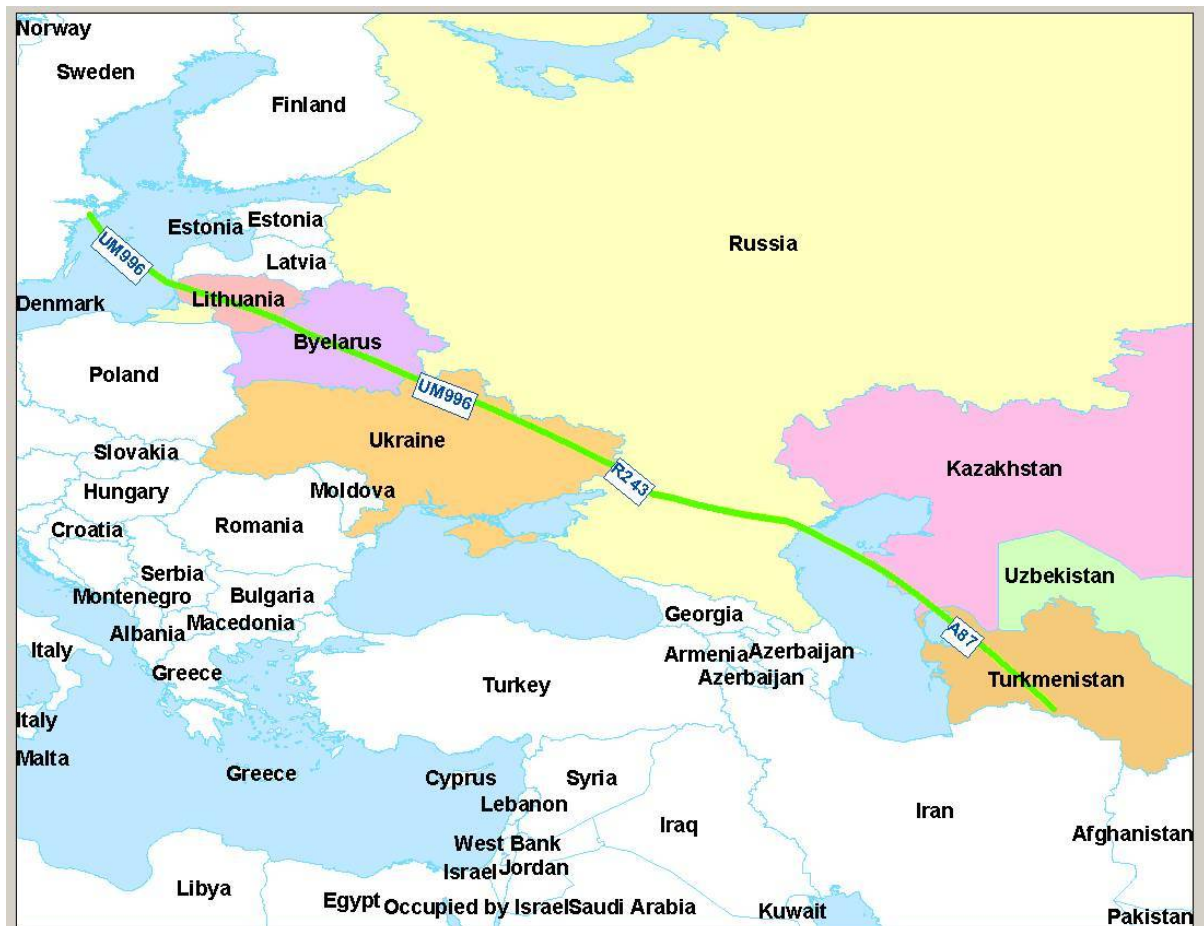 Norway
Sweden
Finland
UM996
Estonia
Estonia
Russia
Latvia
Denmark
Lithuania
Byelarus
Poland
UM996
Ukraine
Slovakia
R243
Kazakhstan
Hungary
Moldova
Croatia
Romania
Serbia
Uzbekistan
Montenegro
Bulgaria
Georgia
Albania
Macedonia
A87
Italy
Armenia
Azerbaijan
Greece
Azerbaijan
Turkey
Turkmenistan
Italy
Malta
Greece
Cyprus
Syria
Lebanon
Iran
Iraq
Afghanistan
West Bank
Israel
Jordan
Libya
Egypt
Occupied by Israel
Saudi Arabia
Kuwait
Pakistan